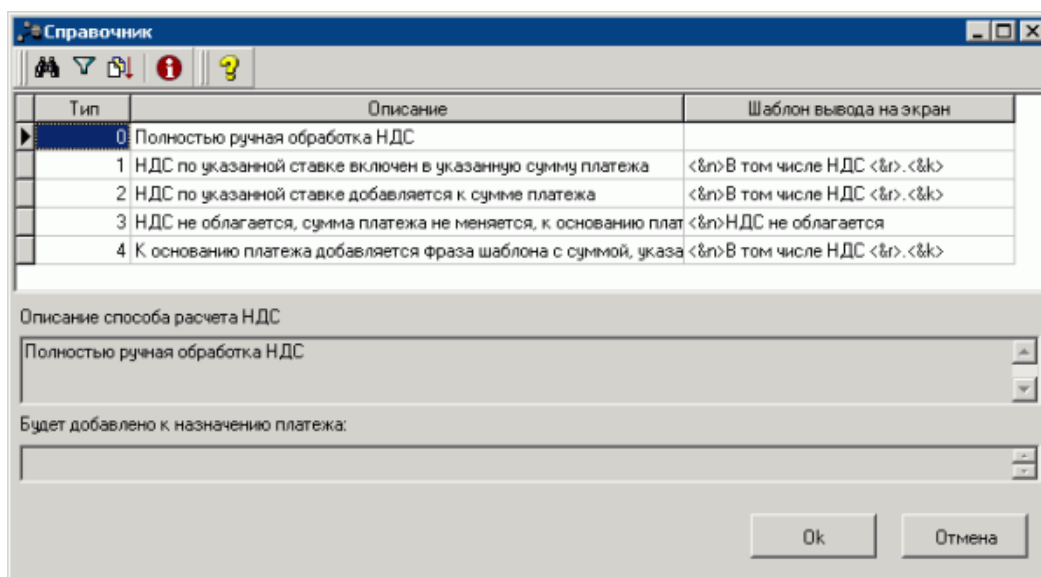 Справочник
Тип Описание Шаблон вывода на экран
0 Полностью ручная обработка НДС
1 НДС по указанной ставке включен в указанную сумму платежа <&n>В том числе НДС <&r>.<&k>
2 НДС по указанной ставке добавляется к сумме платежа <&n>В том числе НДС <&r>.<&k>
3 НДС не облагается, сумма платежа не меняется, к основанию плат <&n>НДС не облагается
4 К основанию платежа добавляется фраза шаблона с суммой, указа <&n>В том числе НДС <&r>.<&k>
Описание способа расчета НДС
Полностью ручная обработка НДС
Будет добавлено к назначению платежа:
Ok Отмена